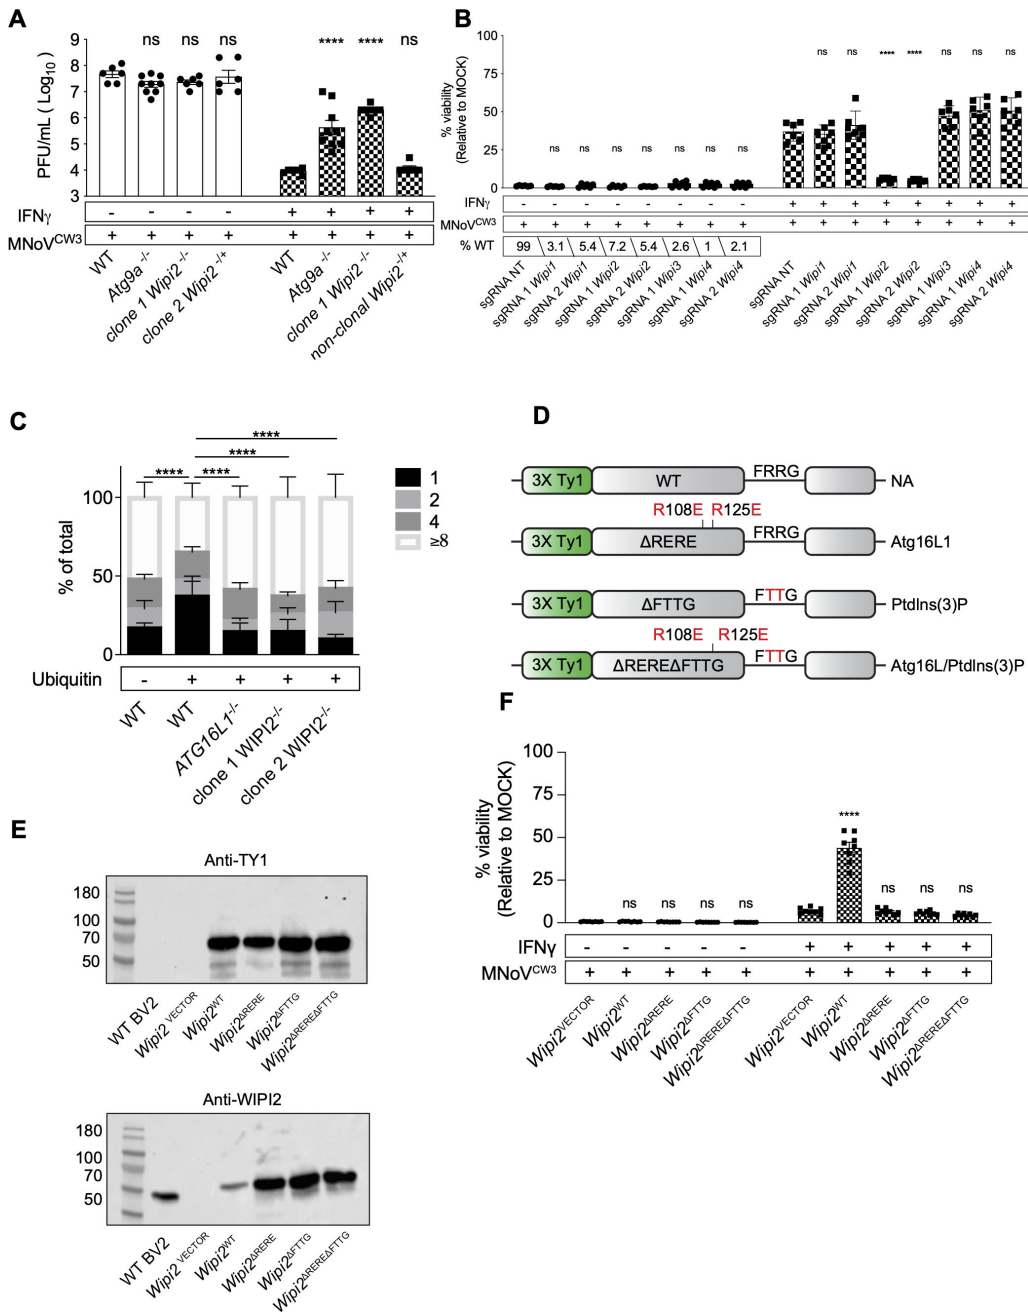 A
9
8
7
6
5
4
3
PFU/mL ( Log10 )
ns ns ns **** **** ns
IFNγ - - - - + + + +
MNoVCW3 + + + + + + + +
WT
Atg9a-/-
clone 1 Wipi2-/-
clone 2 Wipi2-/+
WT
Atg9a-/-
clone 1 Wipi2-/-
non-clonal Wipi2-/+
B
100
75
50
25
0
% viability
(Relative to MOCK)
ns ns **** **** ns ns ns
ns ns ns ns ns ns ns
IFNγ - - - - - - - - + + + + + + + +
MNoVCW3 + + + + + + + + + + + + + + + +
% WT 99 3.1 5.4 7.2 5.4 2.6 1 2.1
sgRNA NT
sgRNA 1 Wipi1
sgRNA 2 Wipi1
sgRNA 1 Wipi2
sgRNA 2 Wipi2
sgRNA 1 Wipi3
sgRNA 1 Wipi4
sgRNA 2 Wipi4
sgRNA NT
sgRNA 1 Wipi1
sgRNA 2 Wipi1
sgRNA 1 Wipi2
sgRNA 2 Wipi2
sgRNA 2 Wipi3
sgRNA 1 Wipi4
sgRNA 2 Wipi4
C
****
****
**** ****
100
50
0
% of total
1
2
4
≥8
Ubiquitin - + + + +
WT
WT
ATG16L1-/-
clone 1 WIPI2-/-
clone 2 WIPI2-/-
D
3X Ty1 WT FRRG NA
R108E R125E
3X Ty1 ΔRERE FRRG Atg16L1
3X Ty1 ΔFTTG FTTG PtdIns(3)P
R108E R125E
3X Ty1 ΔREREΔFTTG FTTG Atg16L/PtdIns(3)P
E
Anti-TY1
180
100
70
50
WT BV2
Wipi2VECTOR
Wipi2WT
Wipi2ΔRERE
Wipi2ΔFTTG
Wipi2ΔREREΔFTTG
Anti-WIPI2
180
100
70
50
WT BV2
Wipi2VECTOR
Wipi2WT
Wipi2ΔRERE
Wipi2ΔFTTG
Wipi2ΔREREΔFTTG
F
100
75
50
25
0
% viability
(Relative to MOCK)
ns ns ns ns **** ns ns ns
IFNγ - - - - - + + + + +
MNoVCW3 + + + + + + + + + +
Wipi2VECTOR
Wipi2WT
Wipi2ΔRERE
Wipi2ΔFTTG
Wipi2ΔREREΔFTTG
Wipi2VECTOR
Wipi2WT
Wipi2ΔRERE
Wipi2ΔFTTG
Wipi2ΔREREΔFTTG